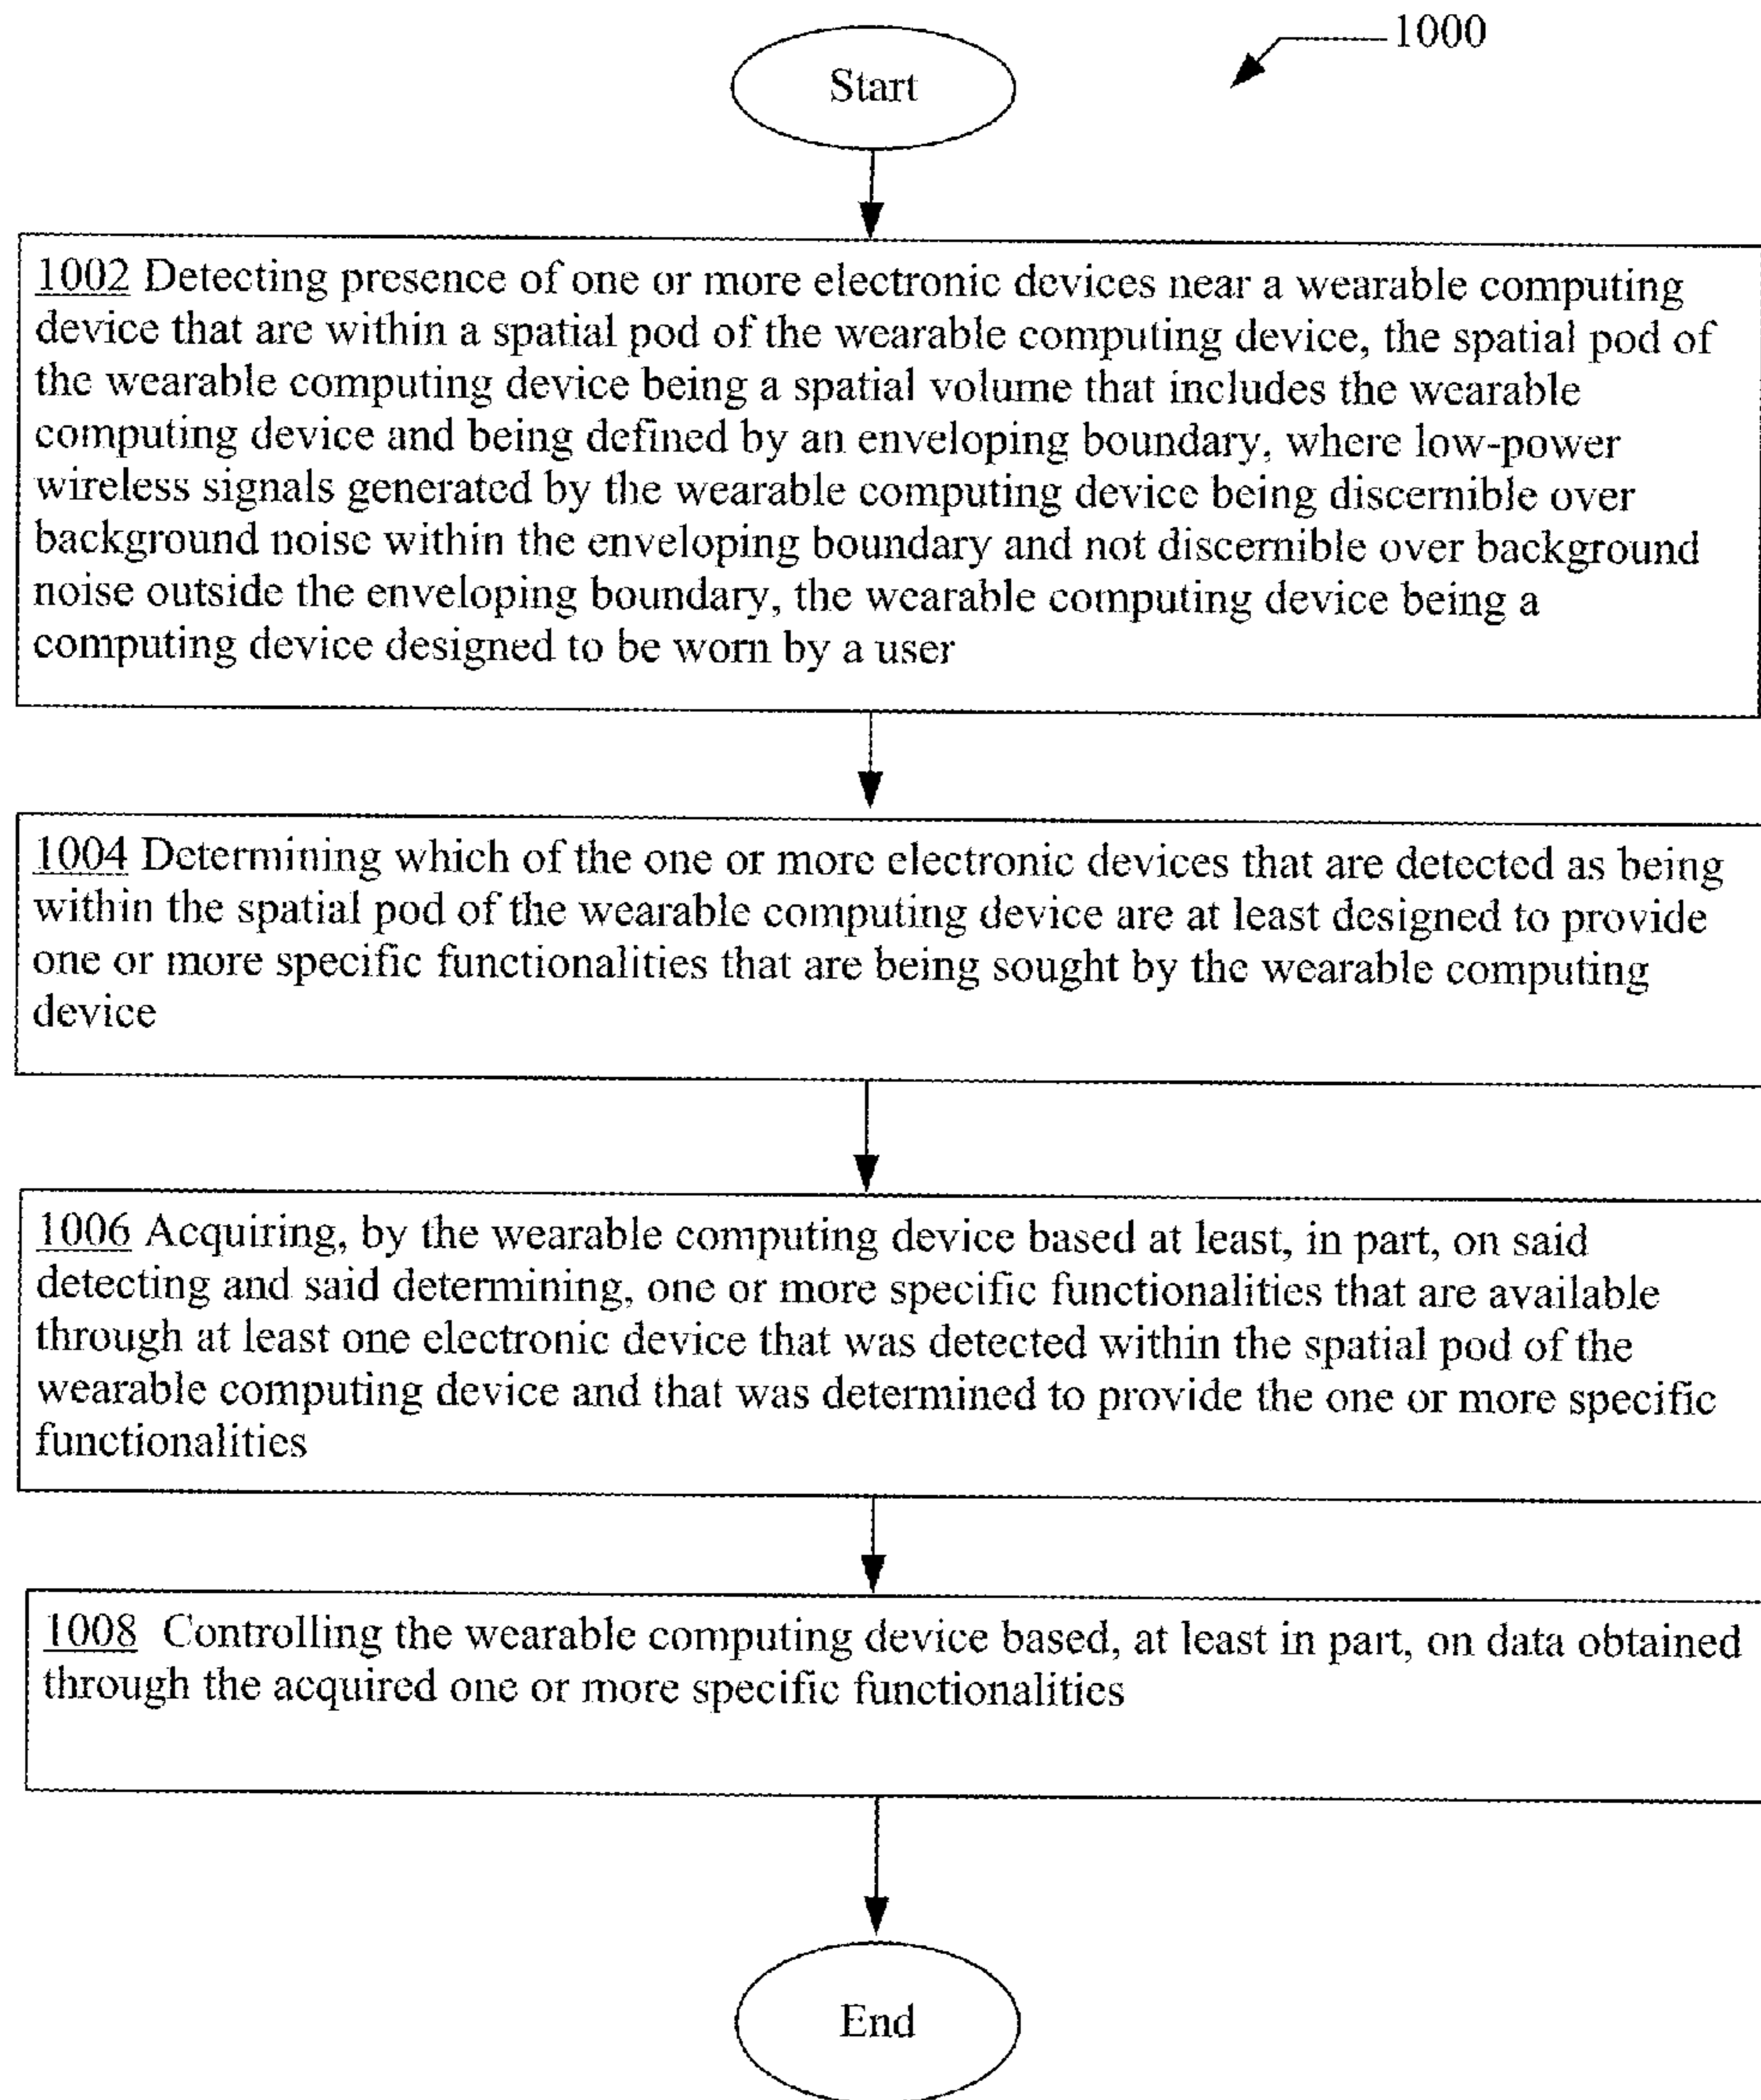 1000
Start
1002 Detecting presence of one or more electronic devices near a wearable computing
device that are within a spatial pod of the wearable computing device, the spatial pod of
the wearable computing device being a spatial volume that includes the wearable
computing device and being defined by an enveloping boundary, where low-power
wireless signals generated by the wearable computing device being discernible over
background noise within the enveloping boundary and not discernible over background
noise outside the enveloping boundary, the wearable computing device being a
computing device designed to be worn by a user
1004 Determining which of the one or more electronic devices that are detected as being
within the spatial pod of the wearable computing device are at least designed to provide
one or more specific functionalities that are being sought by the wearable computing
device
1006 Acquiring, by the wearable computing device based at least, in part, on said
detecting and said determining, one or more specific functionalities that are available
through at least one electronic device that was detected within the spatial pod of the
wearable computing device and that was determined to provide the one or more specific
functionalities
1008 Controlling the wearable computing device based, at least in part, on data obtained
through the acquired one or more specific functionalities
End